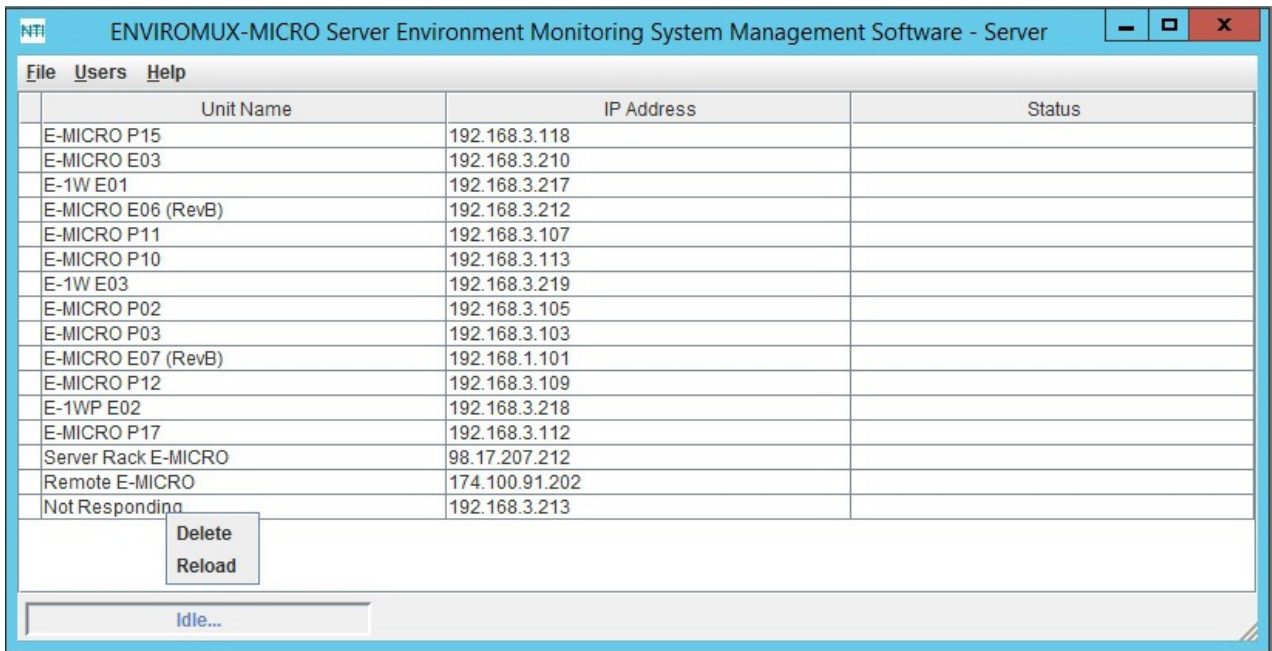 NTI ENVIROMUX-MICRO Server Environment Monitoring System Management Software - Server
File Users Help
Unit Name IP Address Status
E-MICRO P15 192.168.3.118
E-MICRO E03 192.168.3.210
E-1W E01 192.168.3.217
E-MICRO E06 (RevB) 192.168.3.212
E-MICRO P11 192.168.3.107
E-MICRO P10 192.168.3.113
E-1W E03 192.168.3.219
E-MICRO P02 192.168.3.105
E-MICRO P03 192.168.3.103
E-MICRO E07 (RevB) 192.168.1.101
E-MICRO P12 192.168.3.109
E-1WP E02 192.168.3.218
E-MICRO P17 192.168.3.112
Server Rack E-MICRO 98.17.207.212
Remote E-MICRO 174.100.91.202
Not Responding 192.168.3.213
Delete
Reload
Idle...